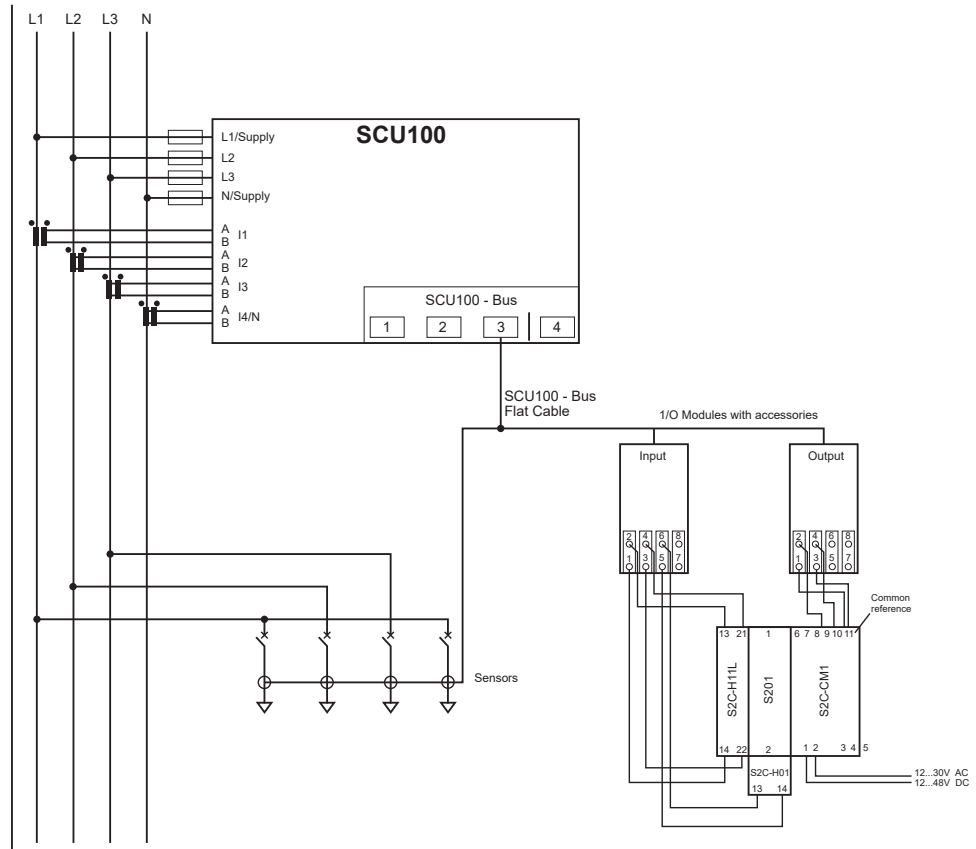 L1 L2 L3 N
SCU100
L1/Supply
L2
L3
N/Supply
A
B
I1
A
B
I2
A
B
I3
A
B
I4/N
SCU100 - Bus
1 2 3 4
SCU100 - Bus
Flat Cable
1/O Modules with accessories
Input
Output
2 4 6 8
1 3 5 7
2 4 6 8
1 3 5 7
Common
reference
13 21 1 6 7 8 9 10 11
S2C-H11L
S201
S2C-CM1
14 22 2 1 2 3 4 5
S2C-H01
13 14
12...30V AC
12...48V DC
Sensors